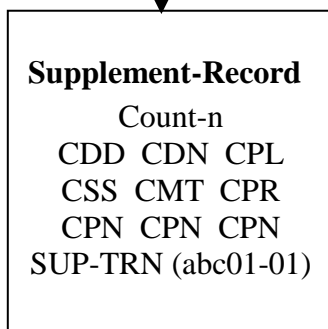 Supplement-Record
Count-n
CDD CDN CPL
CSS CMT CPR
CPN CPN CPN
SUP-TRN (abc01-01)